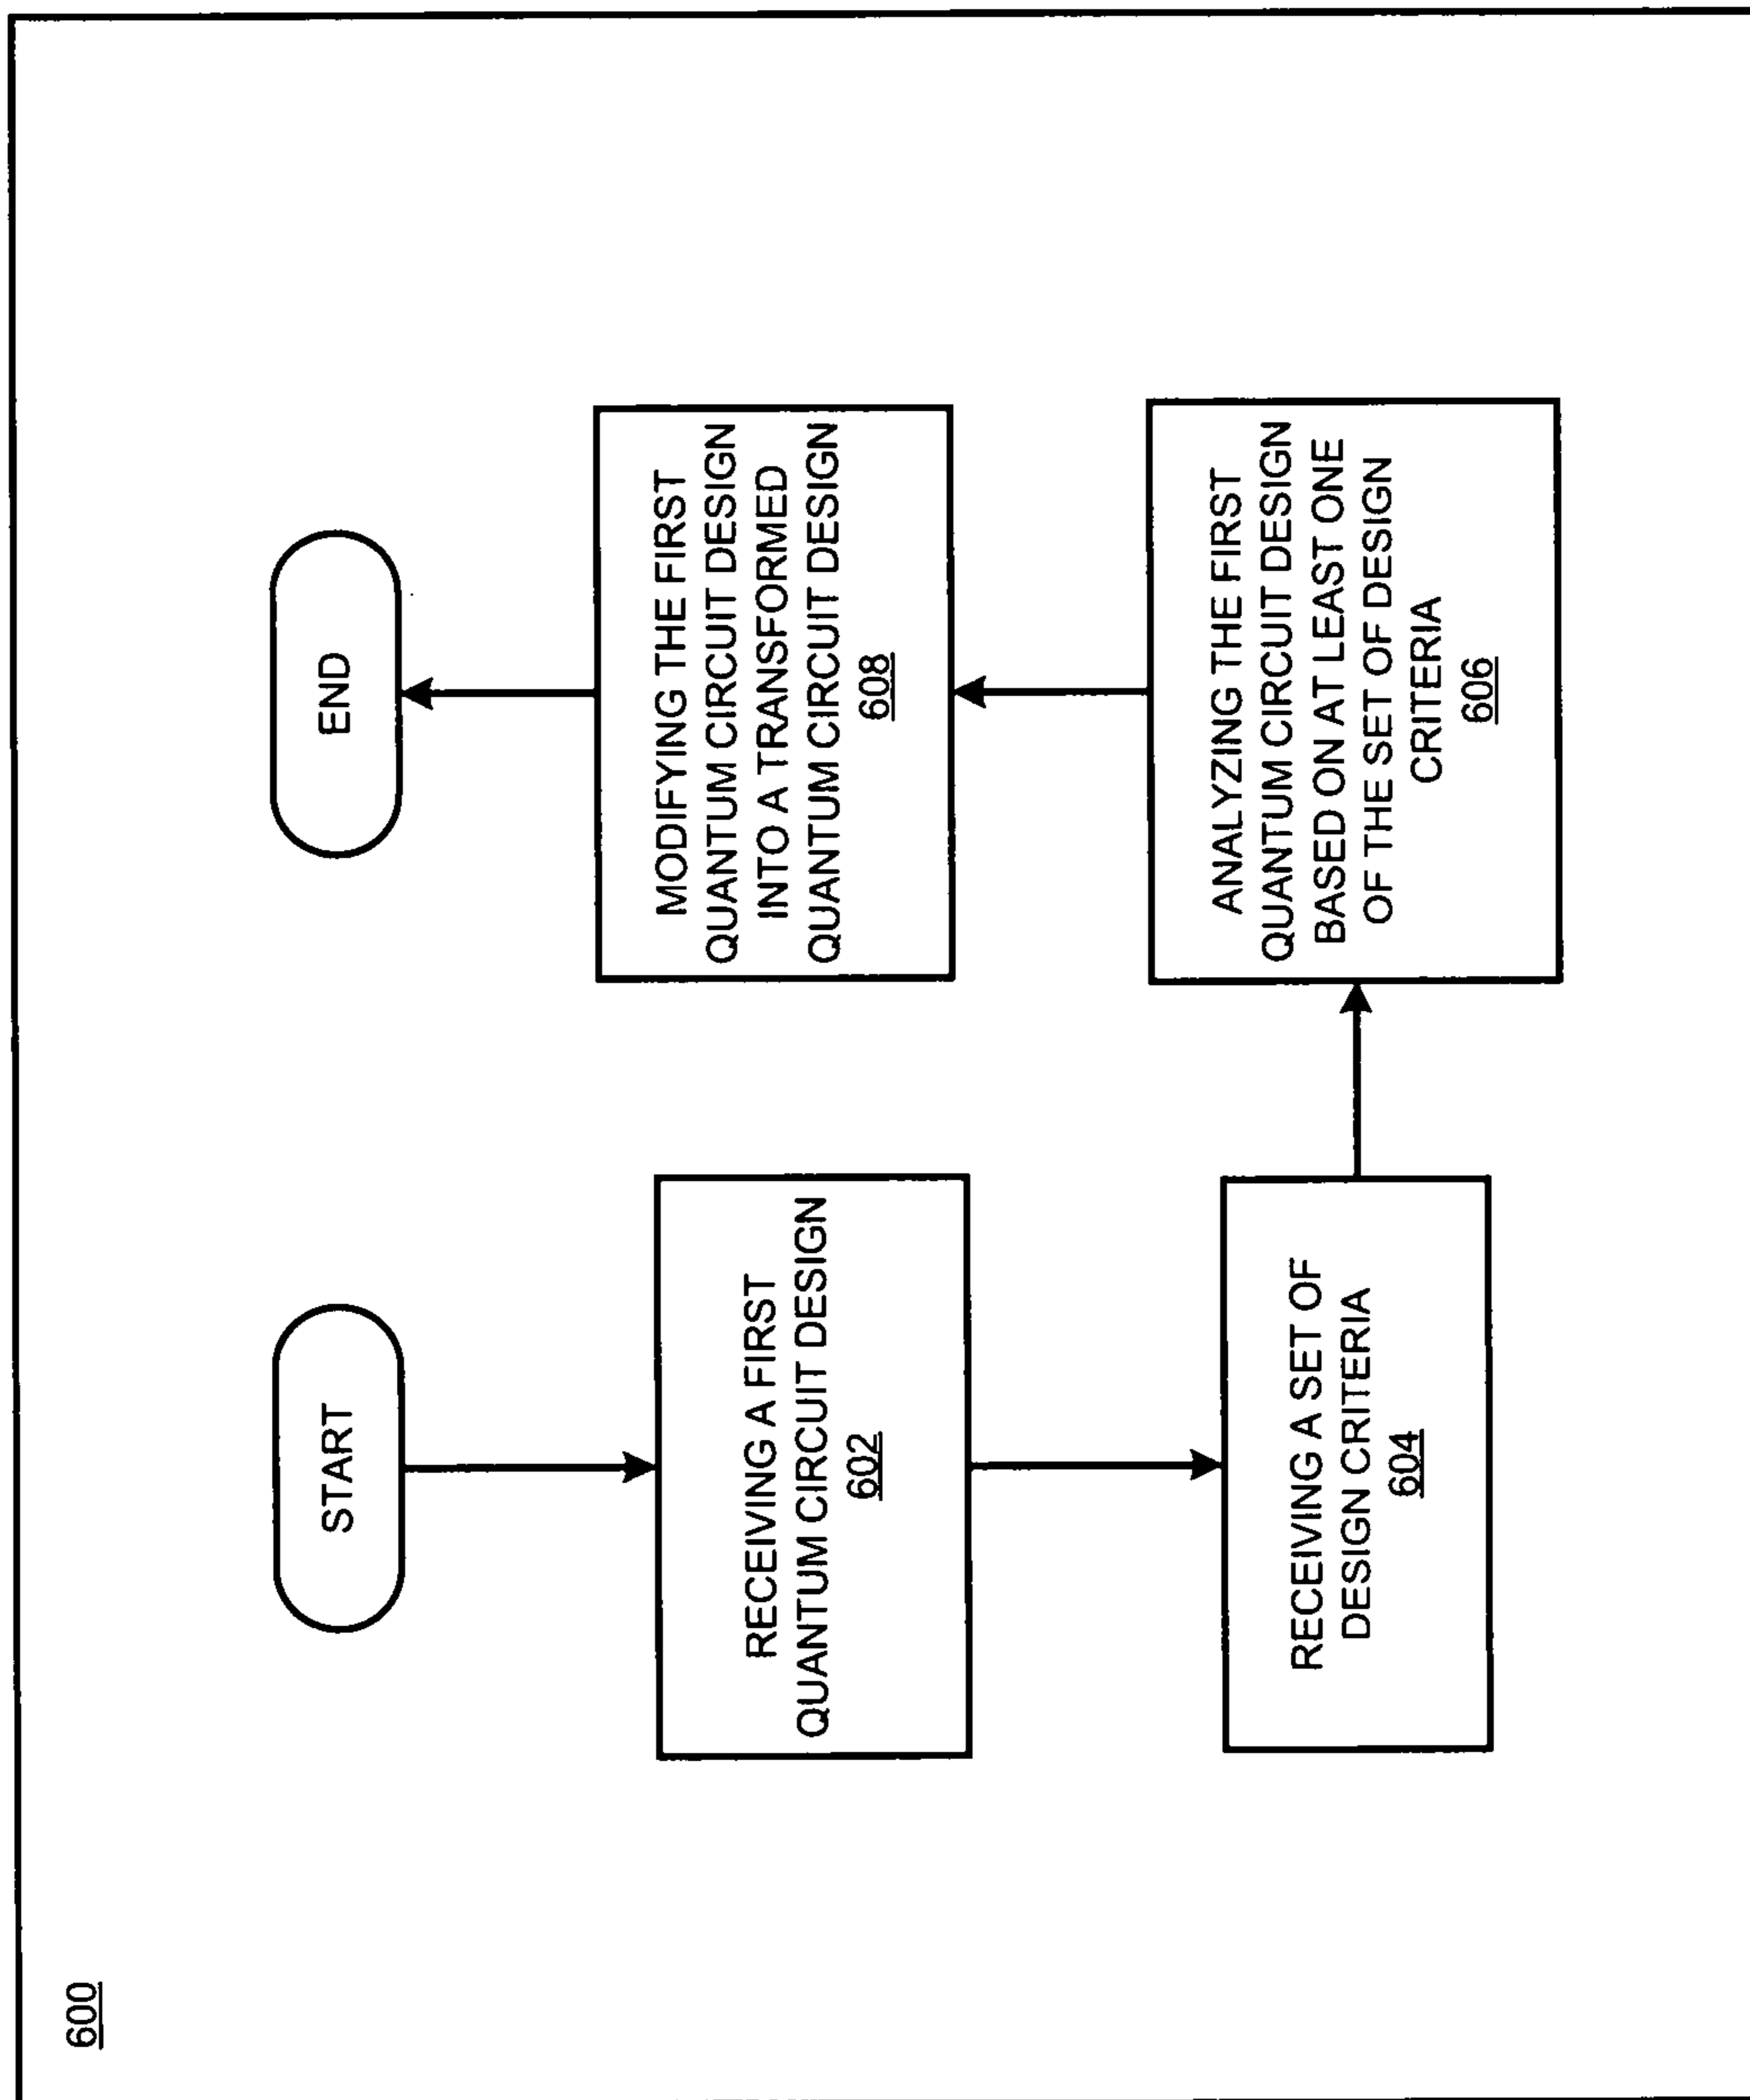 600
START
RECEIVING A FIRST
QUANTUM CIRCUIT DESIGN
602
RECEIVING A SET OF
DESIGN CRITERIA
604
ANALYZING THE FIRST
QUANTUM CIRCUIT DESIGN
BASED ON AT LEAST ONE
OF THE SET OF DESIGN
CRITERIA
606
MODIFYING THE FIRST
QUANTUM CIRCUIT DESIGN
INTO A TRANSFORMED
QUANTUM CIRCUIT DESIGN
608
END